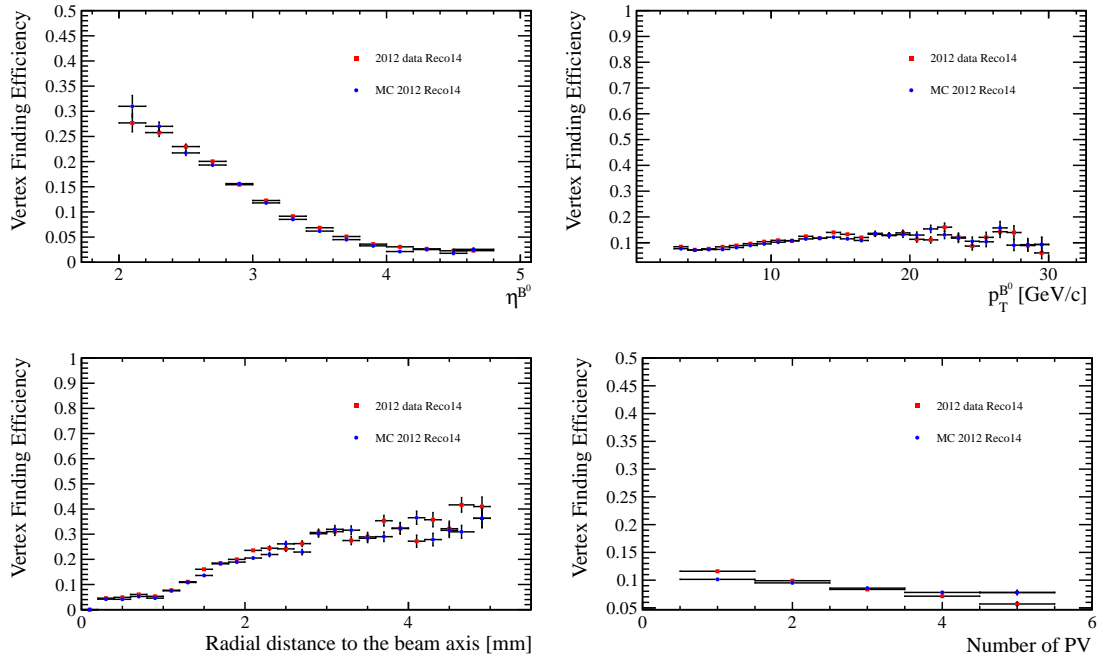 Vertex Finding Efficiency
0.5
0.45
0.4
0.35
0.3
0.25
0.2
0.15
0.1
0.05
0
2012 data Reco14
MC 2012 Reco14
2 3 4 5
η^{B^0}
Vertex Finding Efficiency
1
0.9
0.8
0.7
0.6
0.5
0.4
0.3
0.2
0.1
2012 data Reco14
MC 2012 Reco14
10 20 30
p_T^{B^0} [GeV/c]
Vertex Finding Efficiency
1
0.9
0.8
0.7
0.6
0.5
0.4
0.3
0.2
0.1
0
2012 data Reco14
MC 2012 Reco14
0 1 2 3 4 5
Radial distance to the beam axis [mm]
Vertex Finding Efficiency
0.5
0.45
0.4
0.35
0.3
0.25
0.2
0.15
0.1
0.05
2012 data Reco14
MC 2012 Reco14
0 2 4 6
Number of PV